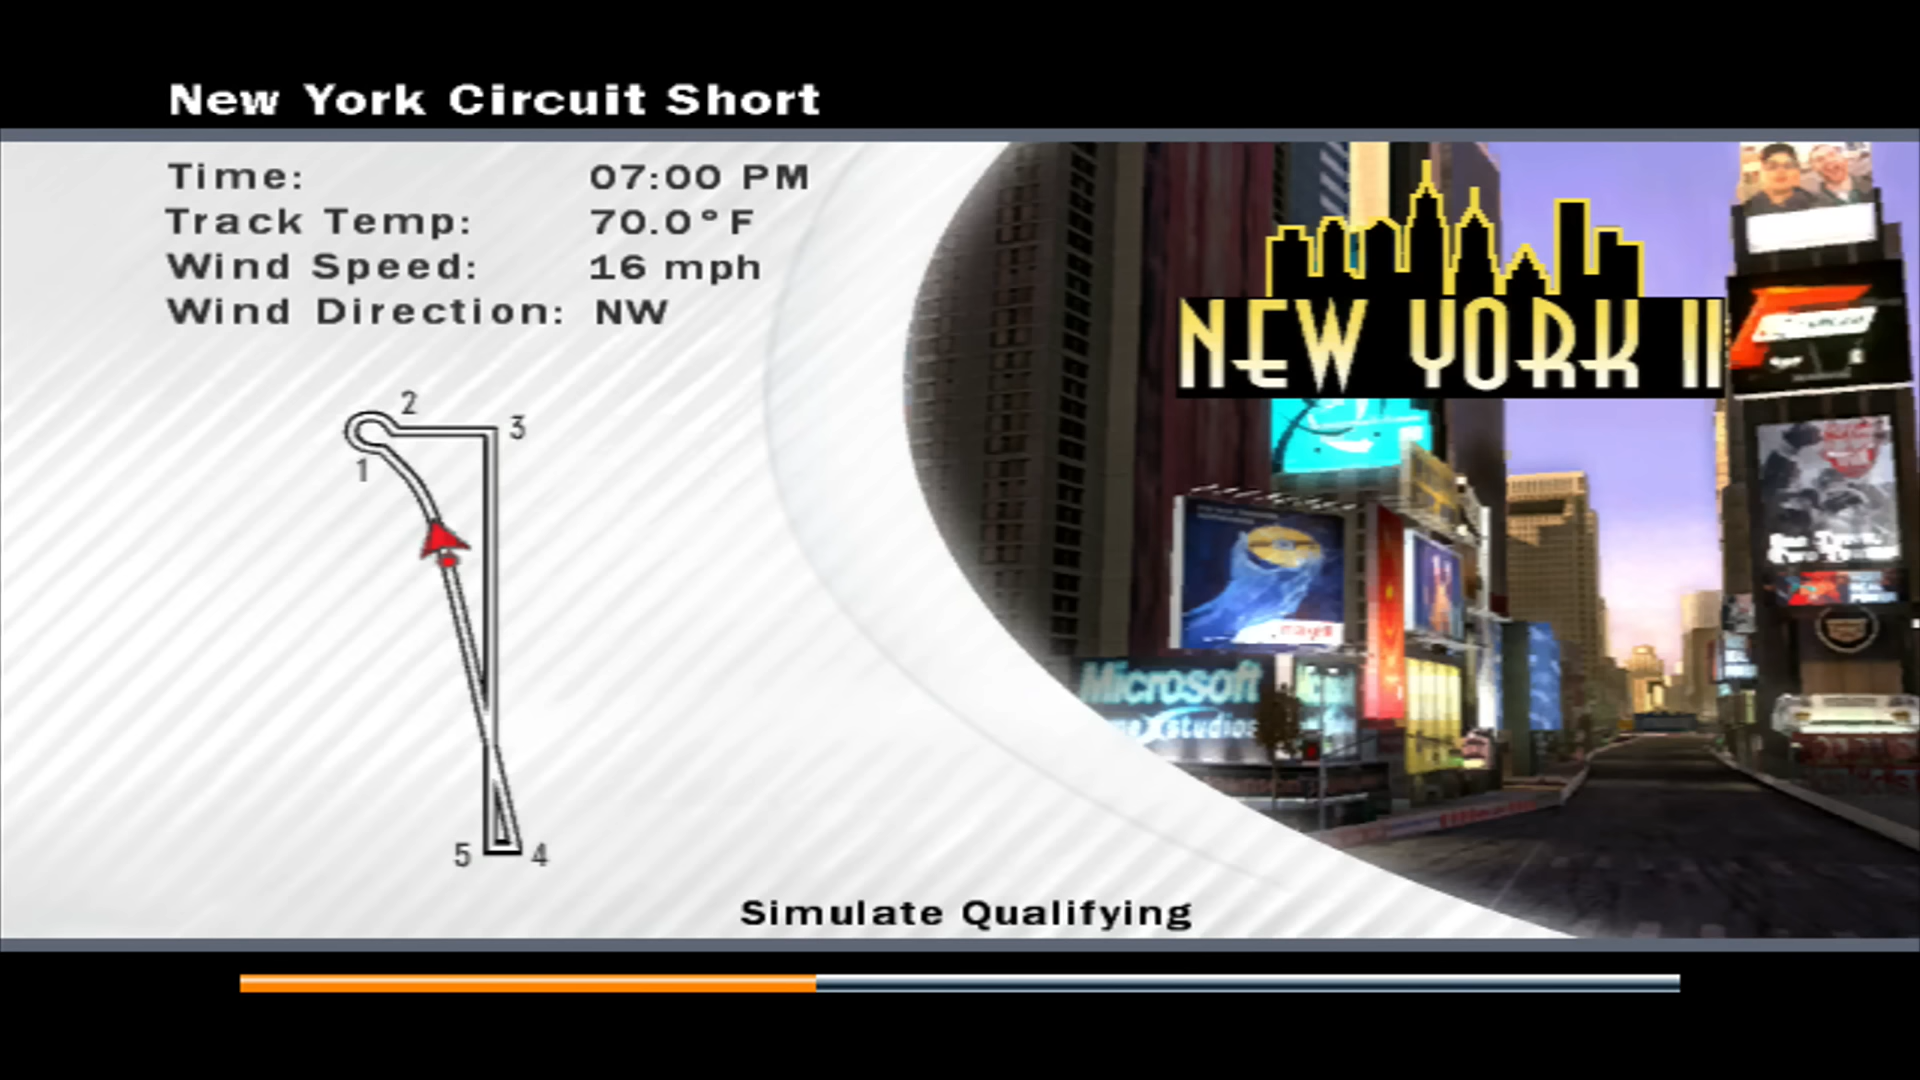 New York Circuit Short
Time: 07:00 PM
Track Temp: 70.0°F
Wind Speed: 16 mph
Wind Direction: NW
NEW YORK II
2
3
1
Microsoft
studios
5
4
Simulate Qualifying